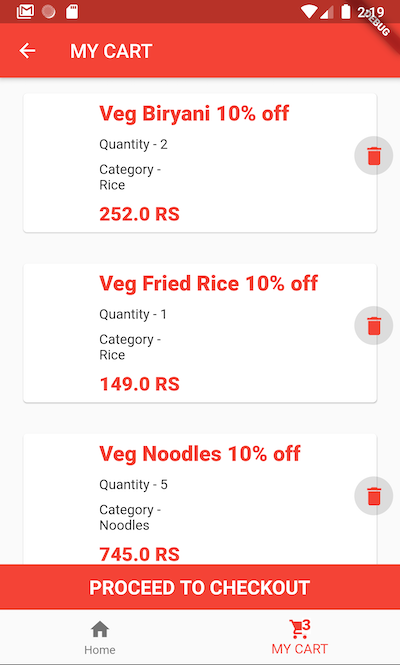 2:19
DEBUG
MY CART
Veg Biryani 10% off
Quantity - 2
Category -
Rice
252.0 RS
Veg Fried Rice 10% off
Quantity - 1
Category -
Rice
149.0 RS
Veg Noodles 10% off
Quantity - 5
Category -
Noodles
745.0 RS
PROCEED TO CHECKOUT
3
Home
MY CART